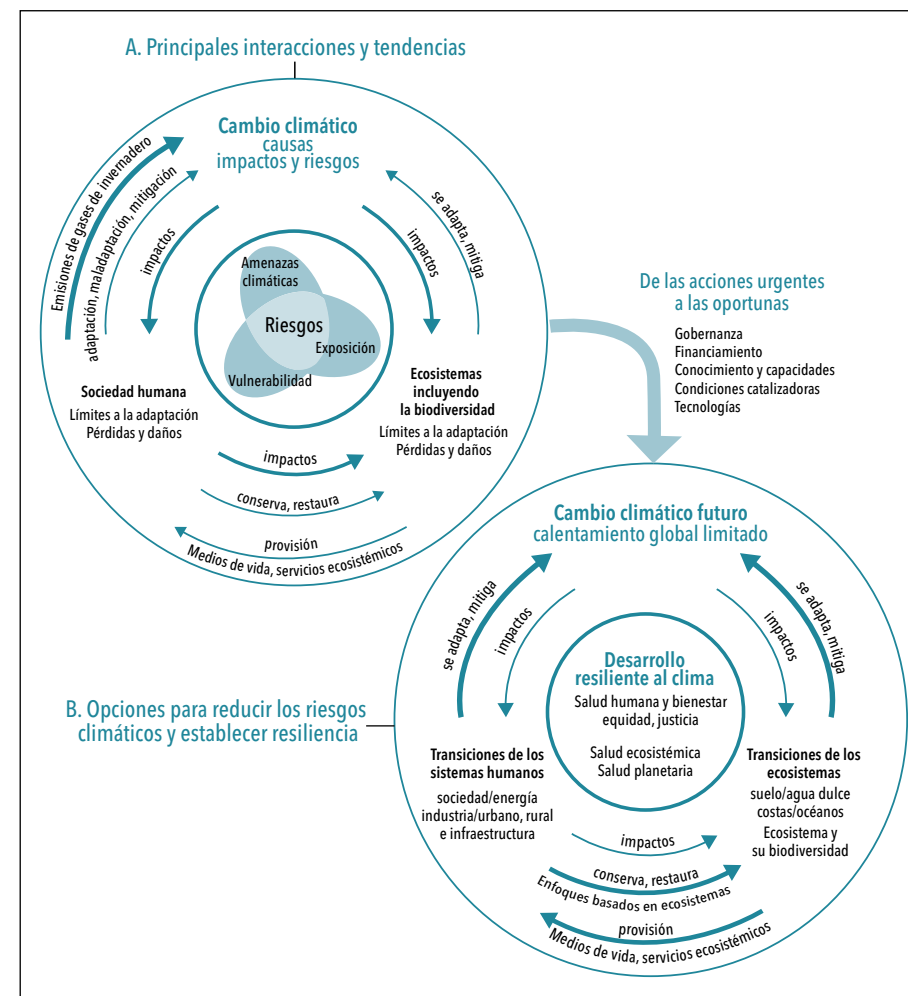 A. Principales interacciones y tendencias
Cambio climático
causas
impactos y riesgos
Emisiones de gases de invernadero
adaptación, maladaptación, mitigación
impactos
impactos
se adapta, mitiga
Amenazas
climáticas
Riesgos
Exposición
Vulnerabilidad
Sociedad humana
Límites a la adaptación
Pérdidas y daños
Ecosistemas
incluyendo
la biodiversidad
Límites a la adaptación
Pérdidas y daños
impactos
conserva, restaura
provisión
Medios de vida, servicios ecosistémicos
De las acciones urgentes
a las oportunas
Gobernanza
Financiamiento
Conocimiento y capacidades
Condiciones catalizadoras
Tecnologías
B. Opciones para reducir los riesgos
climáticos y establecer resiliencia
Cambio climático futuro
calentamiento global limitado
se adapta, mitiga
impactos
impactos
se adapta, mitiga
Desarrollo
resiliente al clima
Salud humana y bienestar
equidad, justicia
Salud ecosistémica
Salud planetaria
Transiciones de los
sistemas humanos
sociedad/energía
industria/urbano, rural
e infraestructura
Transiciones de los
ecosistemas
suelo/agua dulce
costas/océanos
Ecosistema y
su biodiversidad
impactos
conserva, restaura
Enfoques basados en ecosistemas
provisión
Medios de vida, servicios ecosistémicos